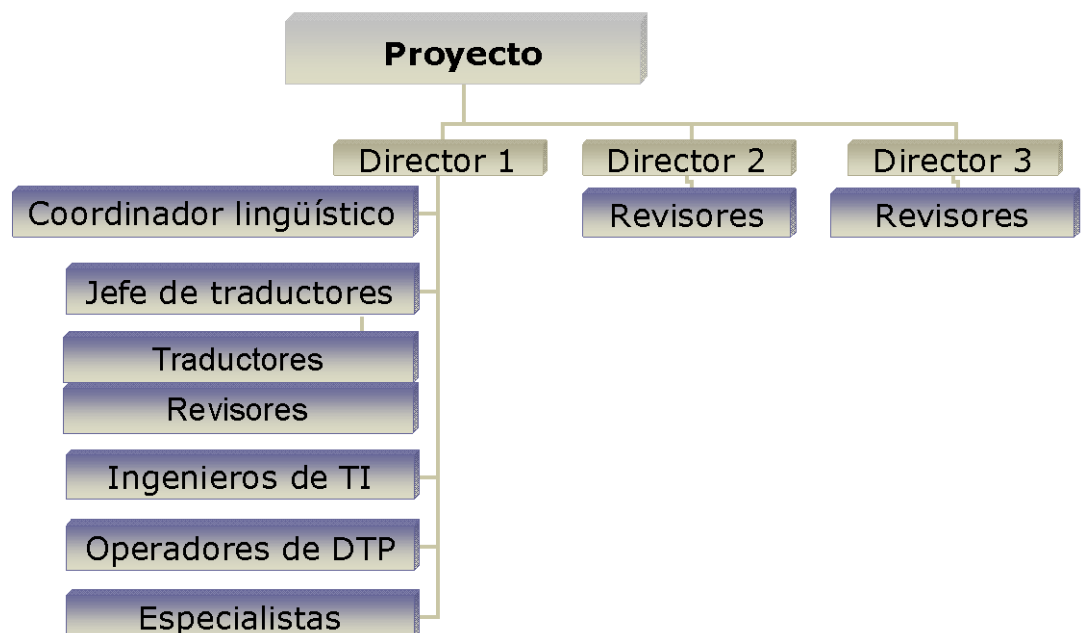 Proyecto
Director 1
Director 2
Director 3
Coordinador lingüístico
Revisores
Revisores
Jefe de traductores
Traductores
Revisores
Ingenieros de TI
Operadores de DTP
Especialistas